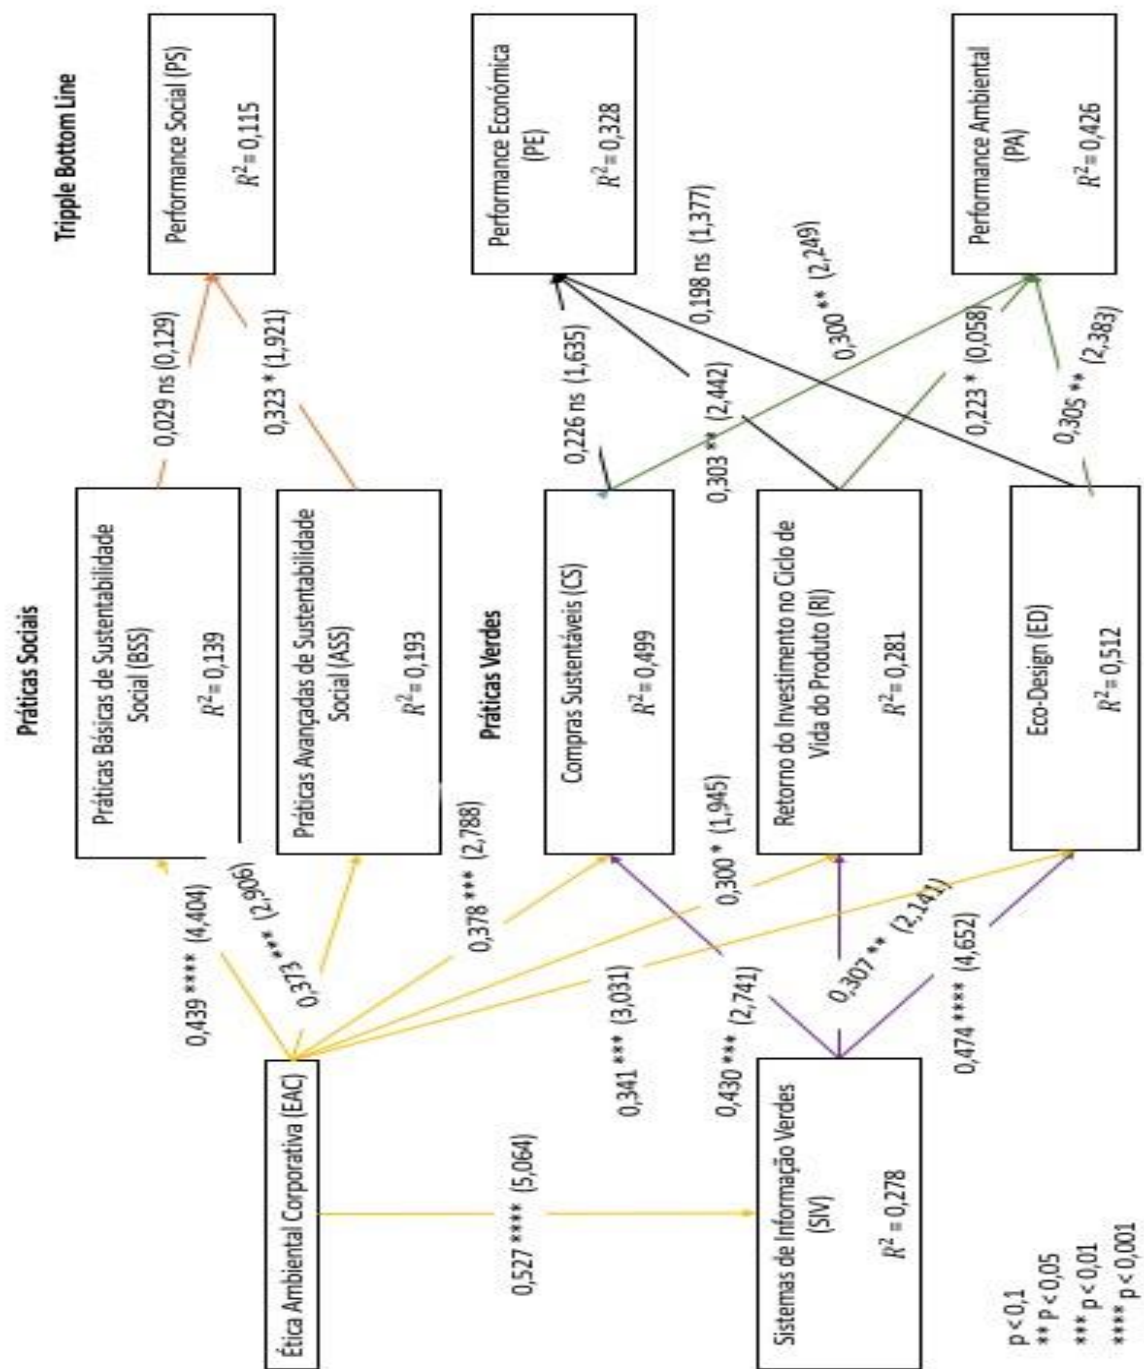 Práticas Sociais
Tripple Bottom Line
Práticas Básicas de Sustentabilidade
Social (BSS)
R² = 0,139
0,029 ns (0,129)
Performance Social (PS)
R² = 0,115
0,439 **** (4,404)
0,373 *** (2,906)
Práticas Avançadas de Sustentabilidade
Social (ASS)
R² = 0,193
0,323 * (1,921)
Ética Ambiental Corporativa (EAC)
0,378 *** (2,788)
Práticas Verdes
Compras Sustentáveis (CS)
R² = 0,499
0,226 ns (1,635)
Performance Económica
(PE)
R² = 0,328
0,527 **** (5,064)
0,341 *** (3,031)
0,300 * (1,945)
0,303 ** (2,442)
0,198 ns (1,377)
0,430 *** (2,741)
0,300 ** (2,249)
Sistemas de Informação Verdes
(SIV)
R² = 0,278
0,307 ** (2,141)
Retorno do Investimento no Ciclo de
Vida do Produto (RI)
R² = 0,281
0,223 * (0,058)
0,474 **** (4,652)
Eco-Design (ED)
R² = 0,512
0,305 ** (2,383)
Performance Ambiental
(PA)
R² = 0,426
p < 0,1
** P < 0,05
*** p < 0,01
**** p < 0,001